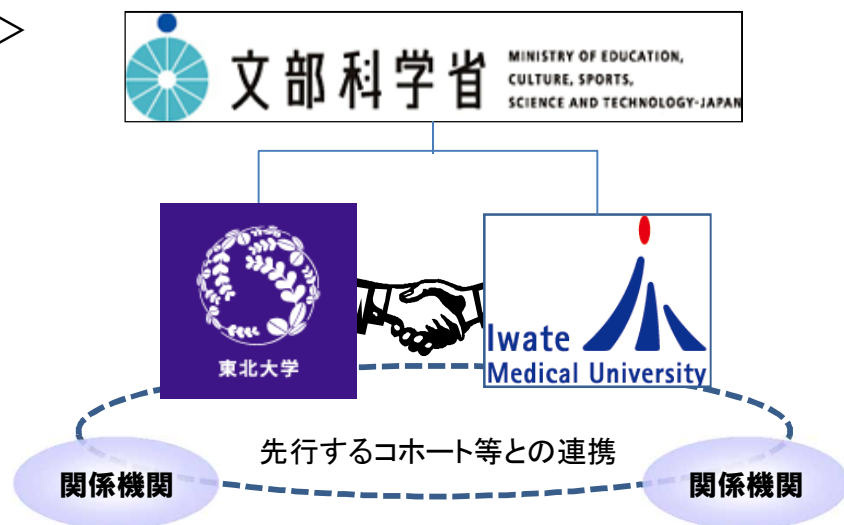 文部科学省
MINISTRY OF EDUCATION,
CULTURE, SPORTS,
SCIENCE AND TECHNOLOGY-JAPAN
東北大学
Iwate
Medical University
先行するコホート等との連携
関係機関
関係機関